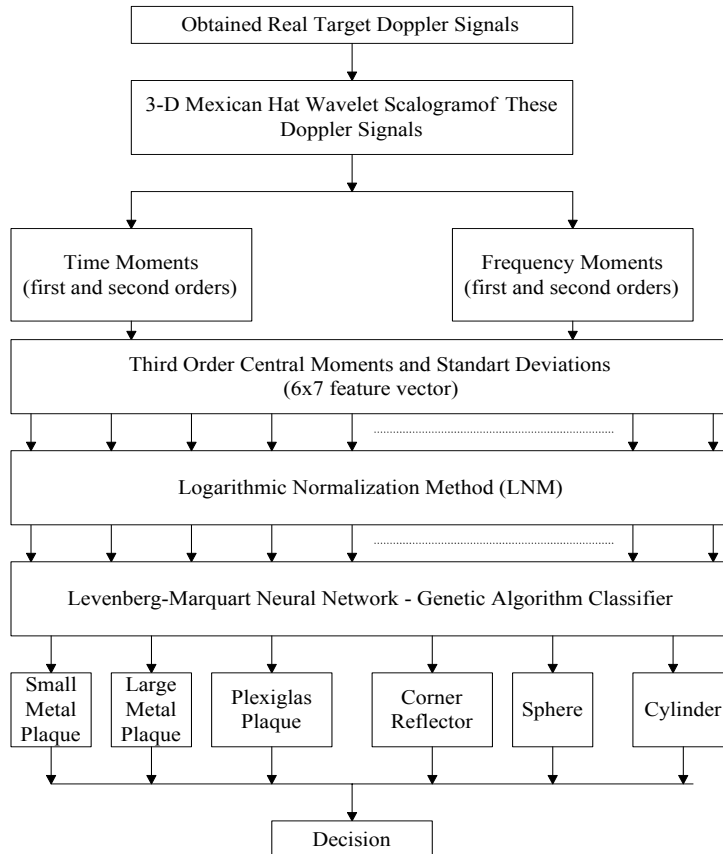 Obtained Real Target Doppler Signals
3-D Mexican Hat Wavelet Scalogramof These
Doppler Signals
Time Moments
(first and second orders)
Frequency Moments
(first and second orders)
Third Order Central Moments and Standart Deviations
(6x7 feature vector)
Logarithmic Normalization Method (LNM)
Levenberg-Marquart Neural Network - Genetic Algorithm Classifier
Small
Metal
Plaque
Large
Metal
Plaque
Plexiglas
Plaque
Corner
Reflector
Sphere
Cylinder
Decision